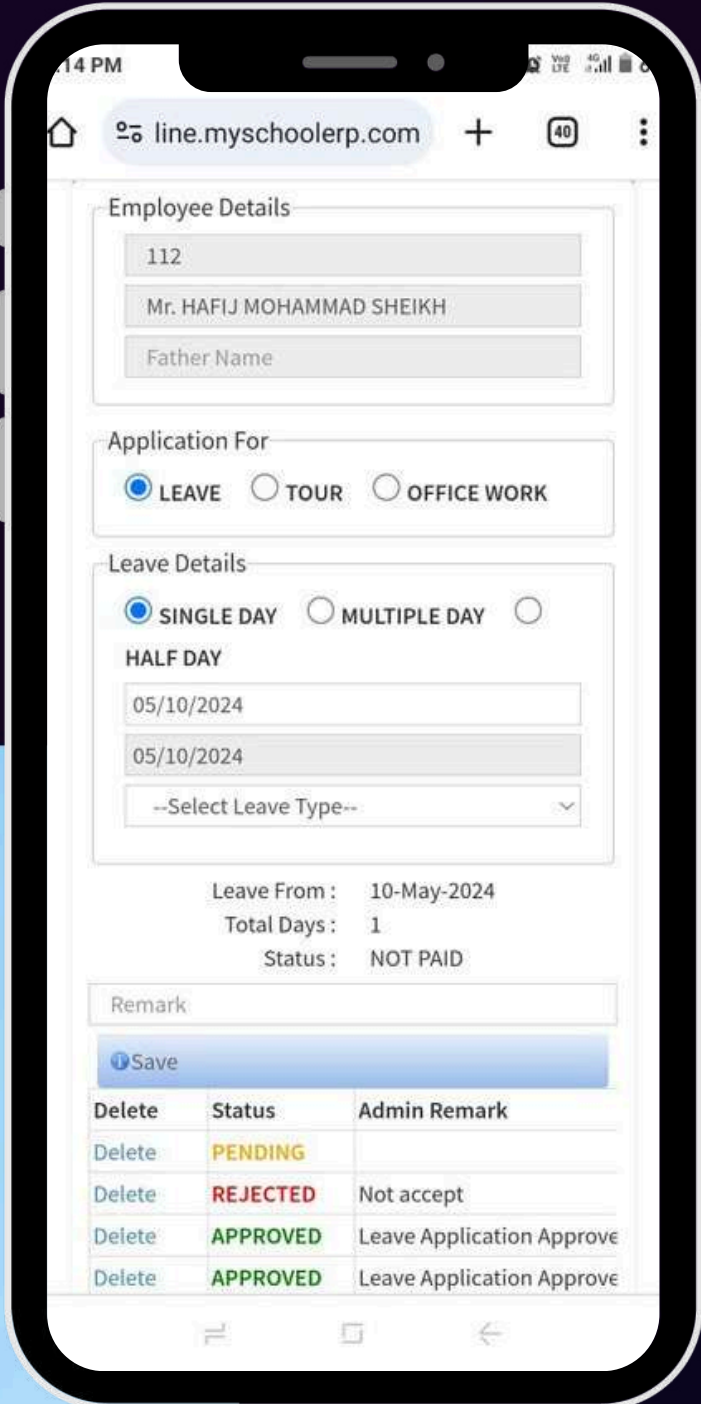 :14 PM
line.myschoolerp.com
40
Employee Details
112
Mr. HAFIJ MOHAMMAD SHEIKH
Father Name
Application For
LEAVE TOUR OFFICE WORK
Leave Details
SINGLE DAY MULTIPLE DAY
HALF DAY
05/10/2024
05/10/2024
--Select Leave Type--
Leave From : 10-May-2024
Total Days : 1
Status : NOT PAID
Remark
Save
Delete Status Admin Remark
Delete PENDING
Delete REJECTED Not accept
Delete APPROVED Leave Application Approve
Delete APPROVED Leave Application Approve